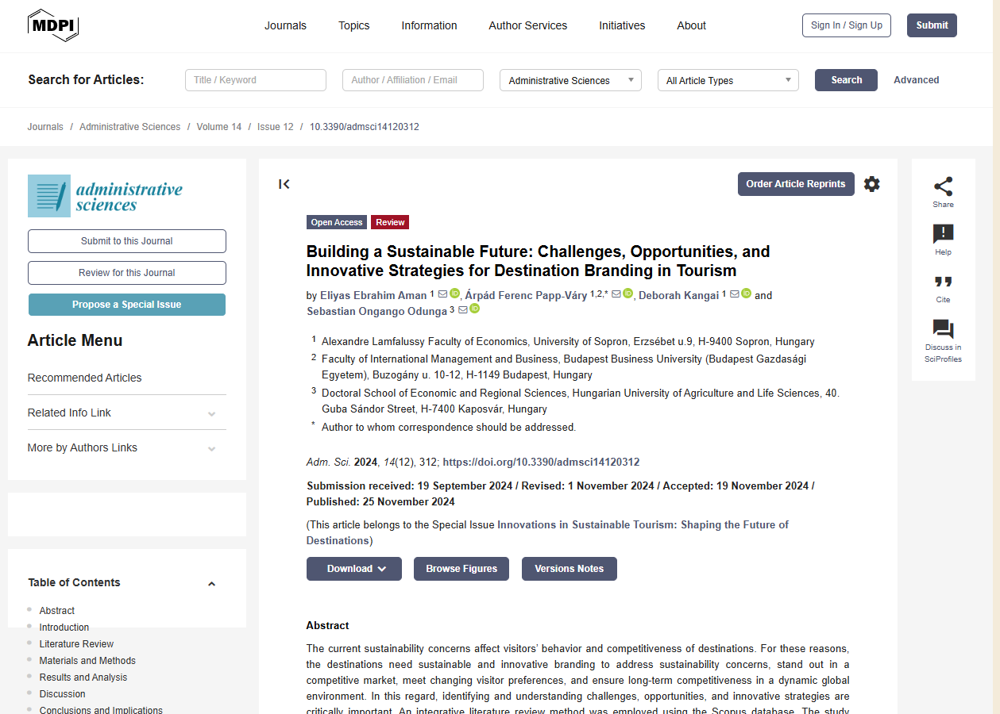 MDPI
Journals Topics Information Author Services Initiatives About
Sign In / Sign Up
Submit
Search for Articles:
Title / Keyword
Author / Affiliation / Email
Administrative Sciences
All Article Types
Search
Advanced
Journals / Administrative Sciences / Volume 14 / Issue 12 / 10.3390/admsci14120312
administrative
sciences
Submit to this Journal
Review for this Journal
Propose a Special Issue
Article Menu
Recommended Articles
Related Info Link
More by Authors Links
Table of Contents
Abstract
Introduction
Literature Review
Materials and Methods
Results and Analysis
Discussion
Conclusions and Implications
Order Article Reprints
Open Access Review
Building a Sustainable Future: Challenges, Opportunities, and
Innovative Strategies for Destination Branding in Tourism
by Eliyas Ebrahim Aman 1 iD, Árpád Ferenc Papp-Váry 1,2,* iD, Deborah Kangai 1 iD and
Sebastian Ongango Odunga 3 iD
1 Alexandre Lamfalussy Faculty of Economics, University of Sopron, Erzsébet u.9, H-9400 Sopron, Hungary
2 Faculty of International Management and Business, Budapest Business University (Budapest Gazdasági
Egyetem), Buzogány u. 10-12, H-1149 Budapest, Hungary
3 Doctoral School of Economic and Regional Sciences, Hungarian University of Agriculture and Life Sciences, 40.
Guba Sándor Street, H-7400 Kaposvár, Hungary
* Author to whom correspondence should be addressed.
Adm. Sci. 2024, 14(12), 312; https://doi.org/10.3390/admsci14120312
Submission received: 19 September 2024 / Revised: 1 November 2024 / Accepted: 19 November 2024 /
Published: 25 November 2024
(This article belongs to the Special Issue Innovations in Sustainable Tourism: Shaping the Future of
Destinations)
Download
Browse Figures
Versions Notes
Abstract
The current sustainability concerns affect visitors' behavior and competitiveness of destinations. For these reasons,
the destinations need sustainable and innovative branding to address sustainability concerns, stand out in a
competitive market, meet changing visitor preferences, and ensure long-term competitiveness in a dynamic global
environment. In this regard, identifying and understanding challenges, opportunities, and innovative strategies are
critically important. An integrative literature review method was employed using the Scopus database. The study
Share
Help
Cite
Discuss in
SciProfiles